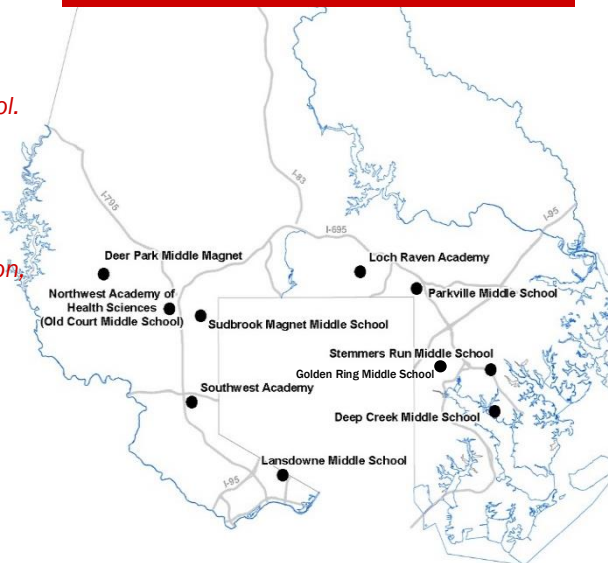 ol.
I-83
I-795
I-95
I-695
Deer Park Middle Magnet
Loch Raven Academy
on,
Northwest Academy of
Health Sciences
(Old Court Middle School)
Parkville Middle School
Sudbrook Magnet Middle School
Stemmers Run Middle School
Golden Ring Middle School
Southwest Academy
Deep Creek Middle School
Lansdowne Middle School
I-95